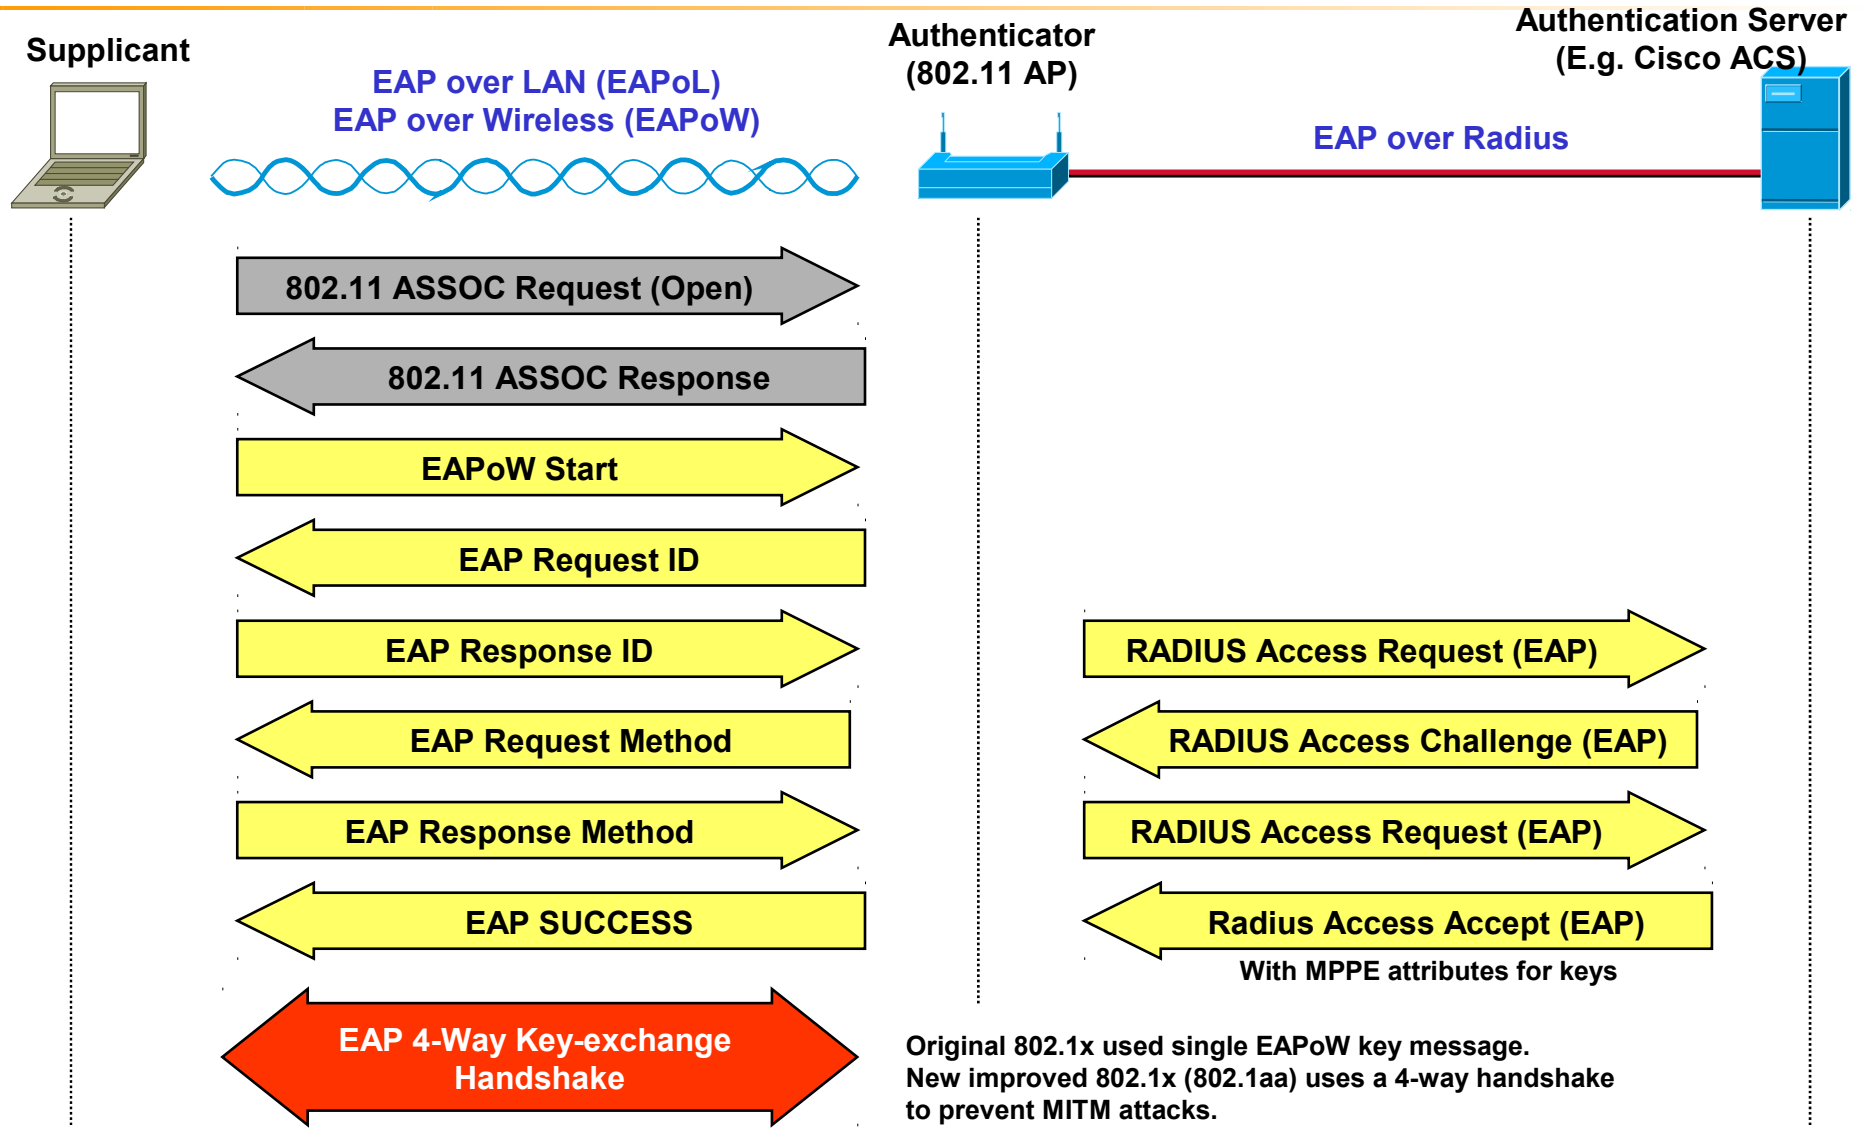 Supplicant
EAP over LAN (EAPoL)
EAP over Wireless (EAPoW)
Authenticator
(802.11 AP)
EAP over Radius
Authentication Server
(E.g. Cisco ACS)
802.11 ASSOC Request (Open)
802.11 ASSOC Response
EAPoW Start
EAP Request ID
EAP Response ID
RADIUS Access Request (EAP)
EAP Request Method
RADIUS Access Challenge (EAP)
EAP Response Method
RADIUS Access Request (EAP)
EAP SUCCESS
Radius Access Accept (EAP)
With MPPE attributes for keys
EAP 4-Way Key-exchange
Handshake
Original 802.1x used single EAPoW key message.
New improved 802.1x (802.1aa) uses a 4-way handshake
to prevent MITM attacks.